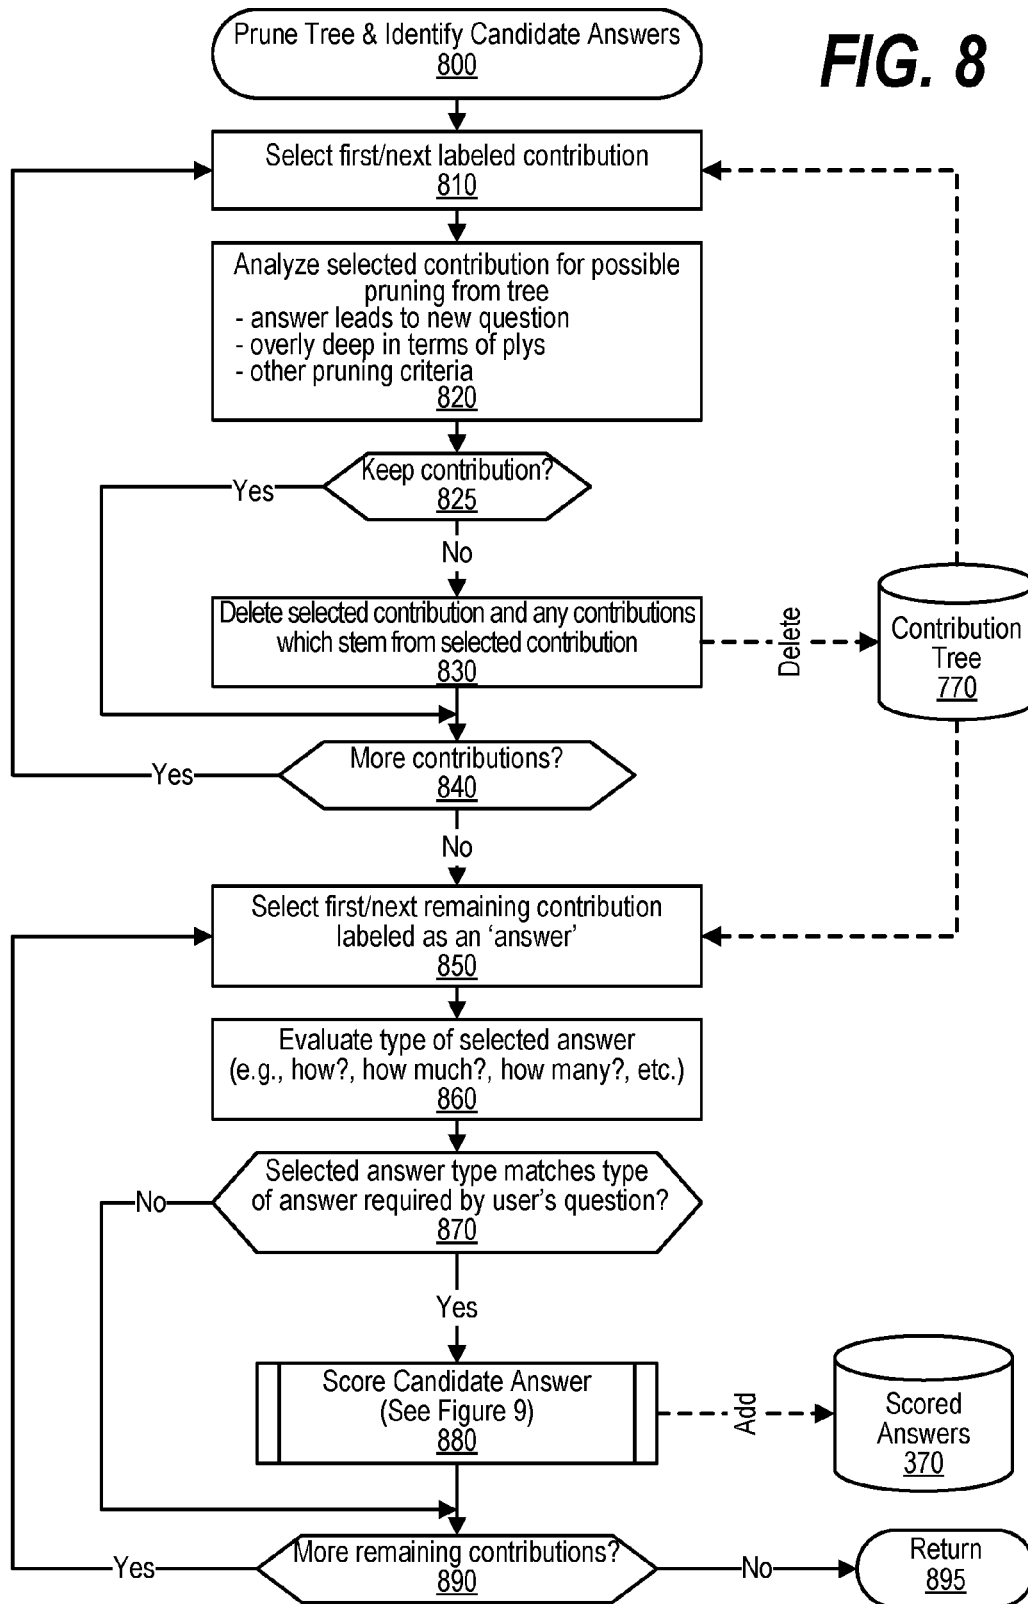 Prune Tree & Identify Candidate Answers
800
FIG. 8
Select first/next labeled contribution
810
Analyze selected contribution for possible
pruning from tree
- answer leads to new question
- overly deep in terms of plys
- other pruning criteria
820
Keep contribution?
825
Yes
No
Delete selected contribution and any contributions
which stem from selected contribution
830
Delete
Contribution
Tree
770
More contributions?
840
Yes
No
Select first/next remaining contribution
labeled as an ‘answer’
850
Evaluate type of selected answer
(e.g., how?, how much?, how many?, etc.)
860
Selected answer type matches type
of answer required by user’s question?
870
No
Yes
Score Candidate Answer
(See Figure 9)
880
Add
Scored
Answers
370
More remaining contributions?
890
Yes
No
Return
895